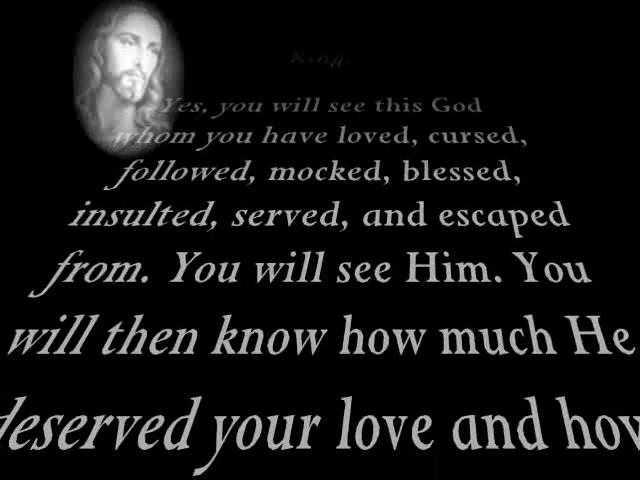 King.
Yes, you will see this God
whom you have loved, cursed,
followed, mocked, blessed,
insulted, served, and escaped
from. You will see Him. You
will then know how much He
deserved your love and how